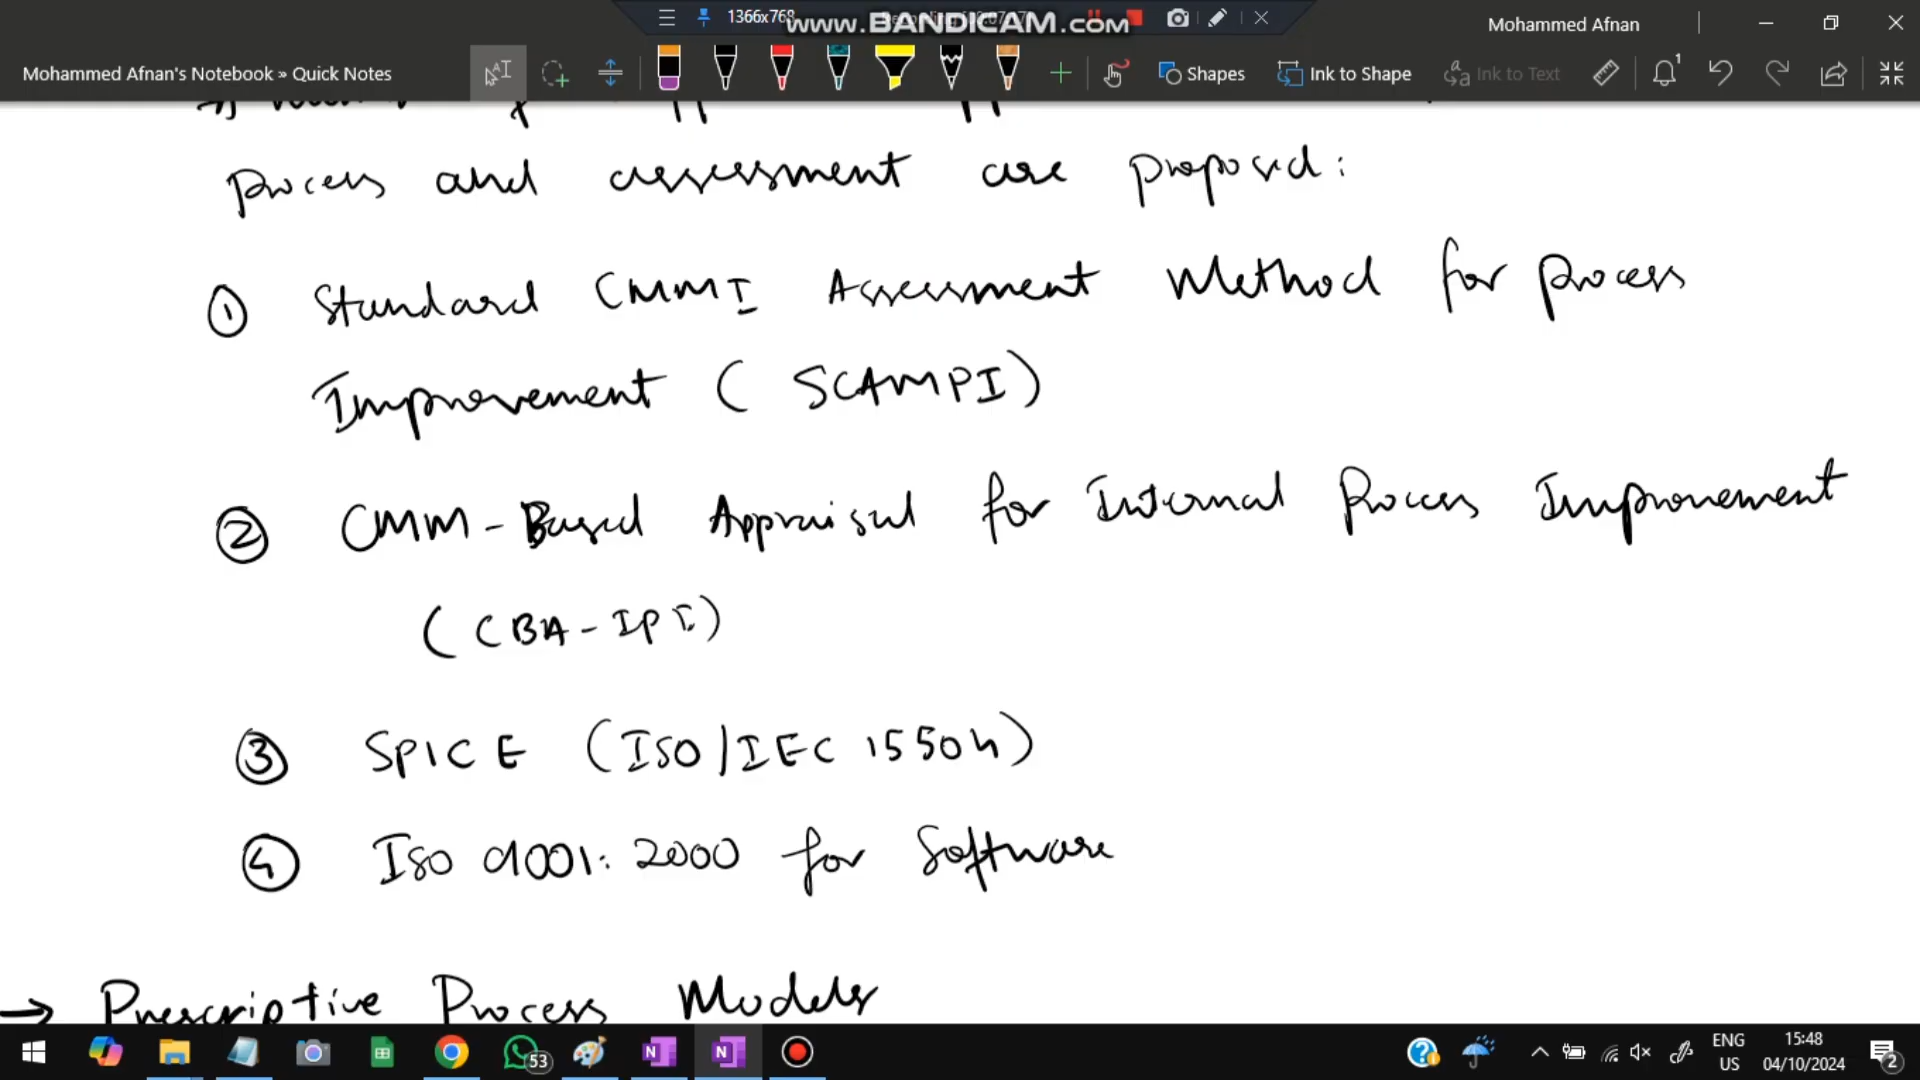 1366x768
www.BANDICAM.com
Mohammed Afnan
Mohammed Afnan's Notebook » Quick Notes
Shapes
Ink to Shape
Ink to Text
1
process and assessment are proposed:
① Standard CMMI Assessment Method for process
Improvement (SCAMPI)
② CMM-Based Appraisal for Internal Process Improvement
(CBA-IPI)
③ SPICE (ISO/IEC 15504)
④ ISO 9001:2000 for Software
→ Prescriptive Process Models
53
ENG
US
15:48
04/10/2024
2